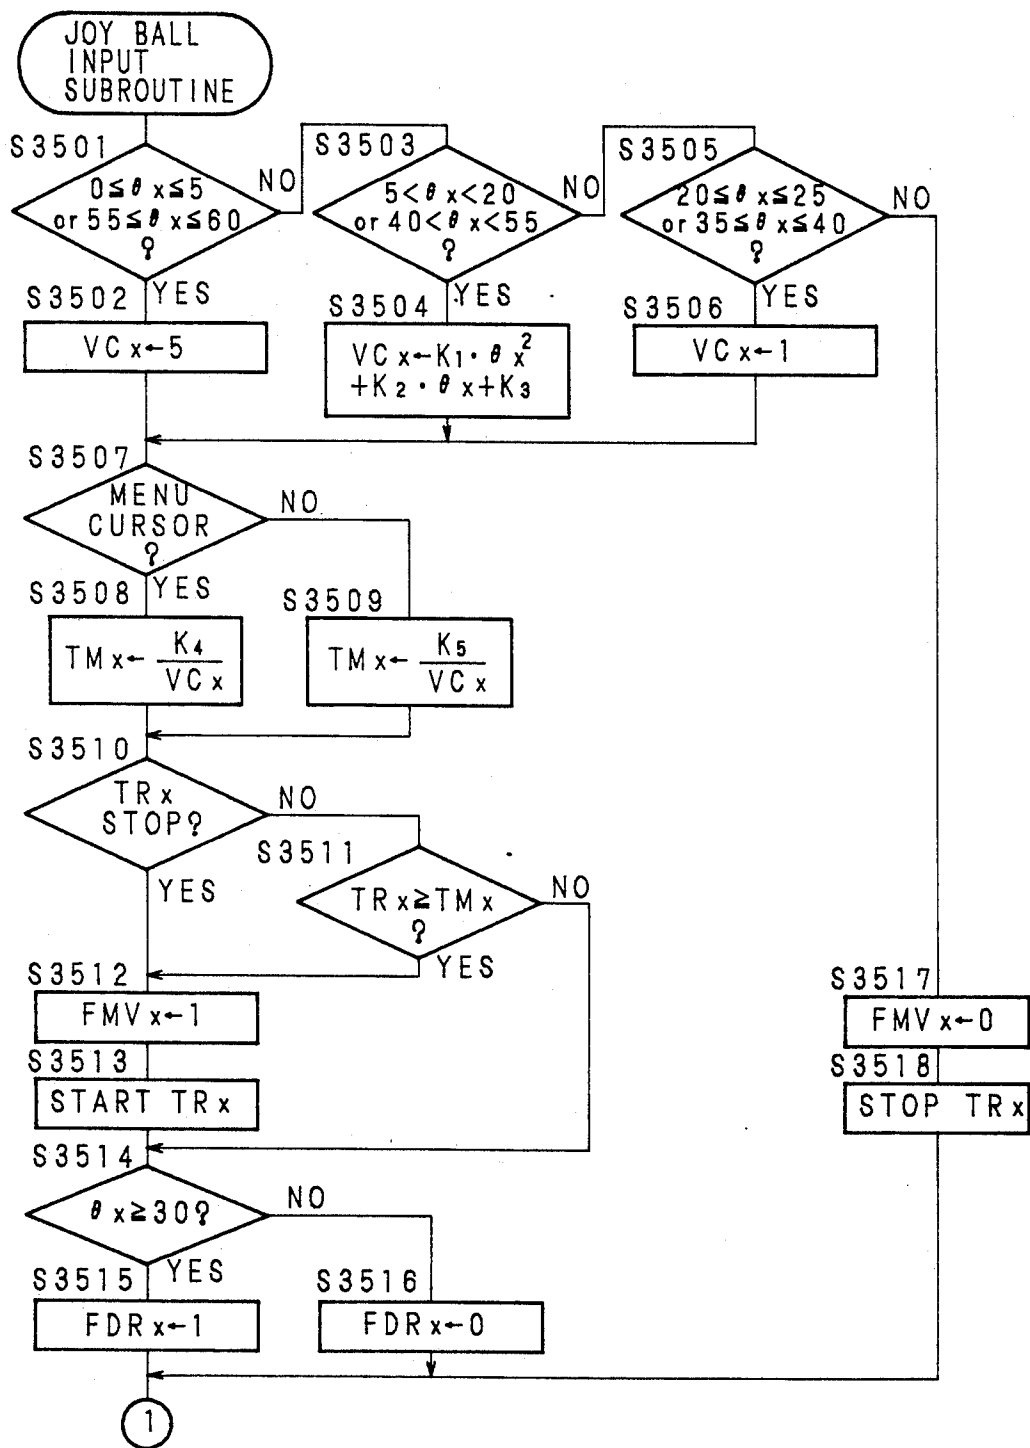 JOY BALL
INPUT
SUBROUTINE
S3501
0≦θx≦5
or 55≦θx≦60
?
NO
YES
S3502
VCx←5
S3503
5<θx<20
or 40<θx<55
?
NO
YES
S3504
VCx←K1・θx²
+K2・θx+K3
S3505
20≦θx≦25
or 35≦θx≦40
?
NO
YES
S3506
VCx←1
S3507
MENU
CURSOR
?
NO
YES
S3508
TMx← K4
VCx
S3509
TMx← K5
VCx
S3510
TRx
STOP?
NO
YES
S3511
TRx≧TMx
?
NO
YES
S3512
FMVx←1
S3513
START TRx
S3514
θx≧30?
NO
YES
S3515
FDRx←1
S3516
FDRx←0
S3517
FMVx←0
S3518
STOP TRx
1